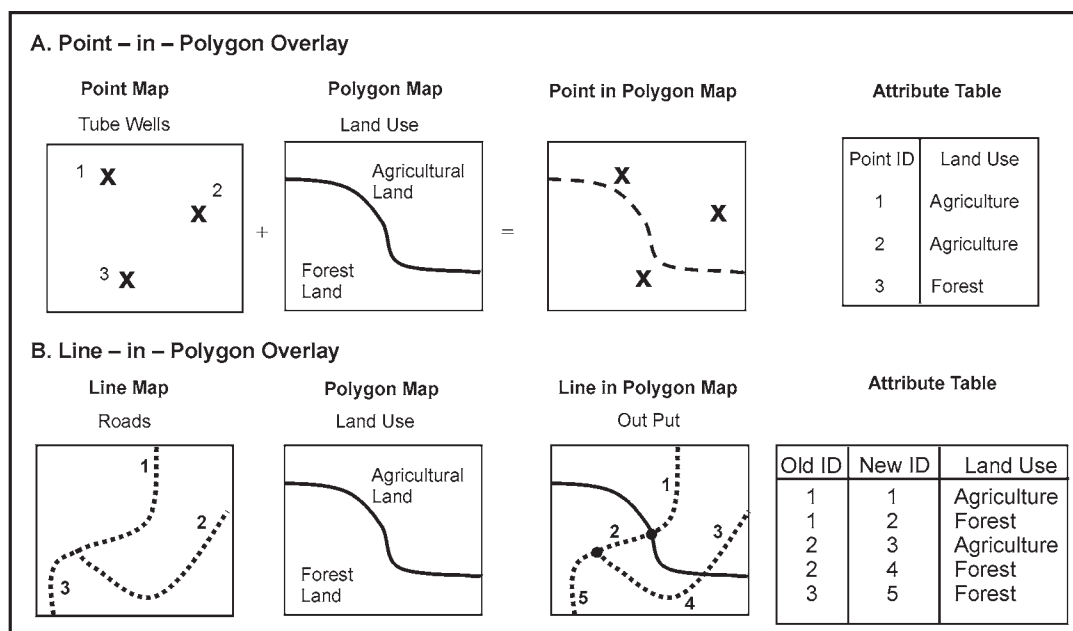 A. Point – in – Polygon Overlay
Point Map
Polygon Map
Point in Polygon Map
Attribute Table
Tube Wells
Land Use
1 X
X 2
3 X
+
Agricultural
Land
Forest
Land
=
X
X
X
Point ID Land Use
1 Agriculture
2 Agriculture
3 Forest
B. Line – in – Polygon Overlay
Line Map
Polygon Map
Line in Polygon Map
Attribute Table
Roads
Land Use
Out Put
1
2
3
Agricultural
Land
Forest
Land
1
2
3
5
4
Old ID New ID Land Use
1 1 Agriculture
1 2 Forest
2 3 Agriculture
2 4 Forest
3 5 Forest